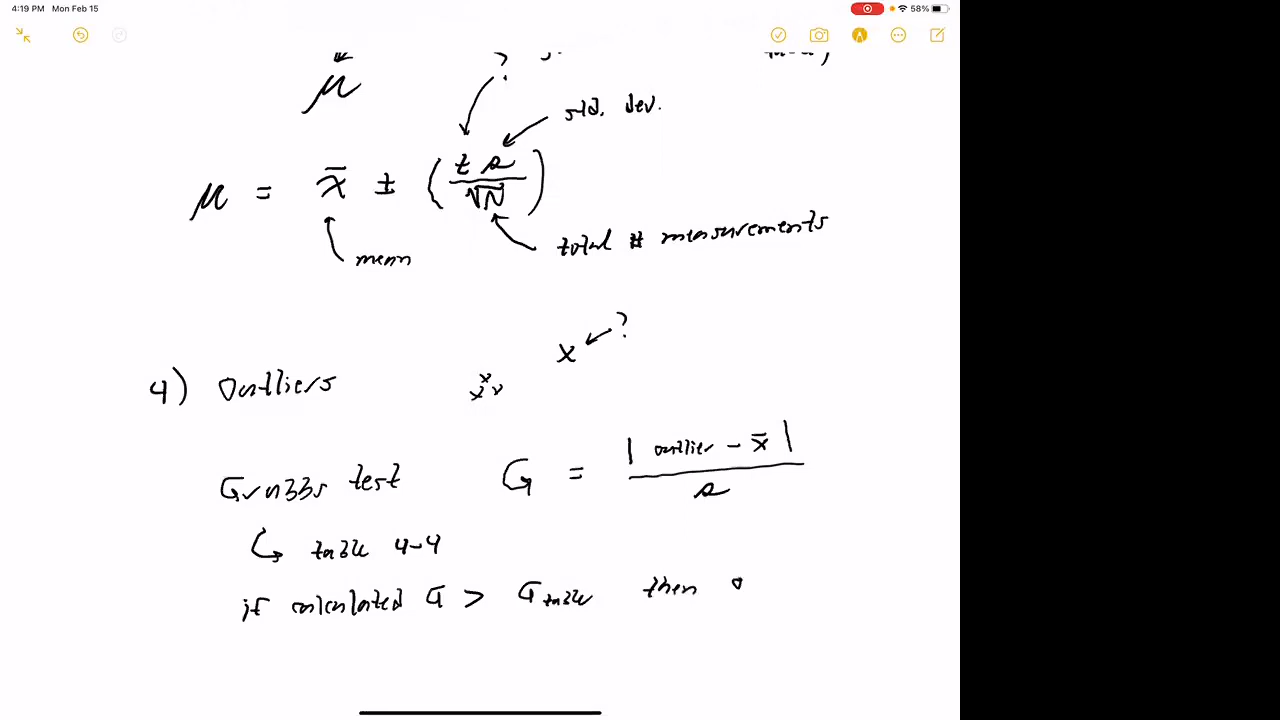 4:19 PM Mon Feb 15
58%
μ
?
std. dev.
μ = x̄ ± (t s / √N)
total # measurements
mean
x ?
4) Outliers
x x x
Grubbs test G = | outlier - x̄ | / s
table 4-4
if calculated G > G table then o